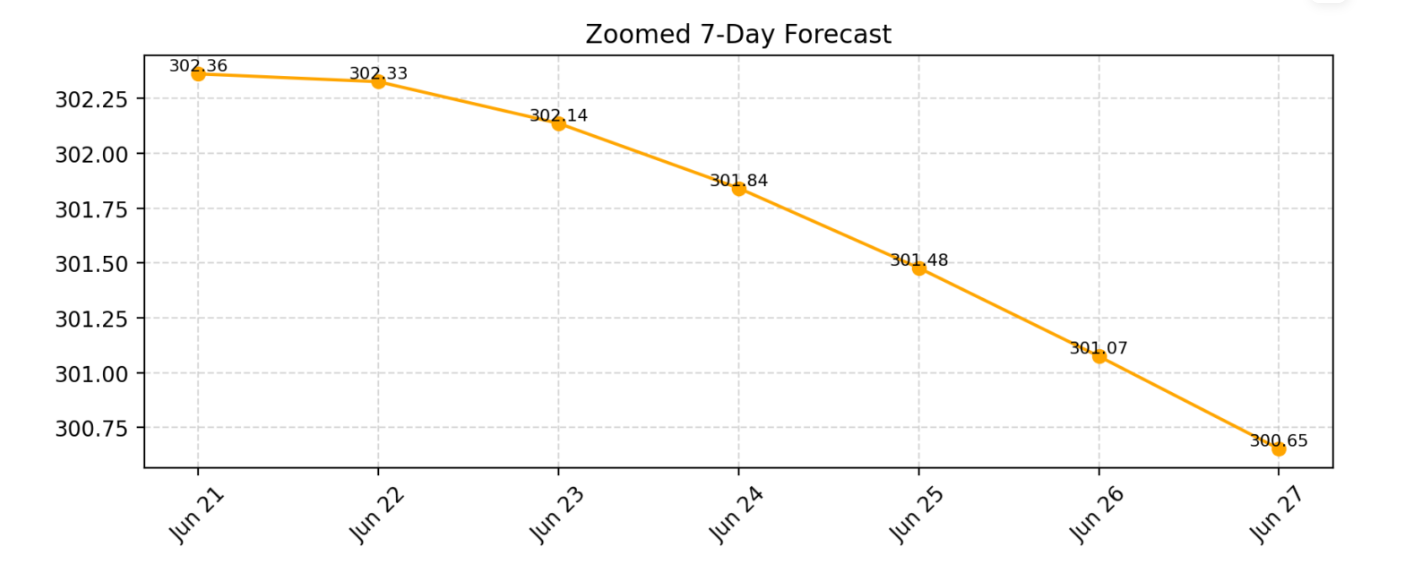 Zoomed 7-Day Forecast
302.36
302.33
302.25
302.14
302.00
301.84
301.75
301.50
301.48
301.25
301.07
301.00
300.75
300.65
Jun 21
Jun 22
Jun 23
Jun 24
Jun 25
Jun 26
Jun 27